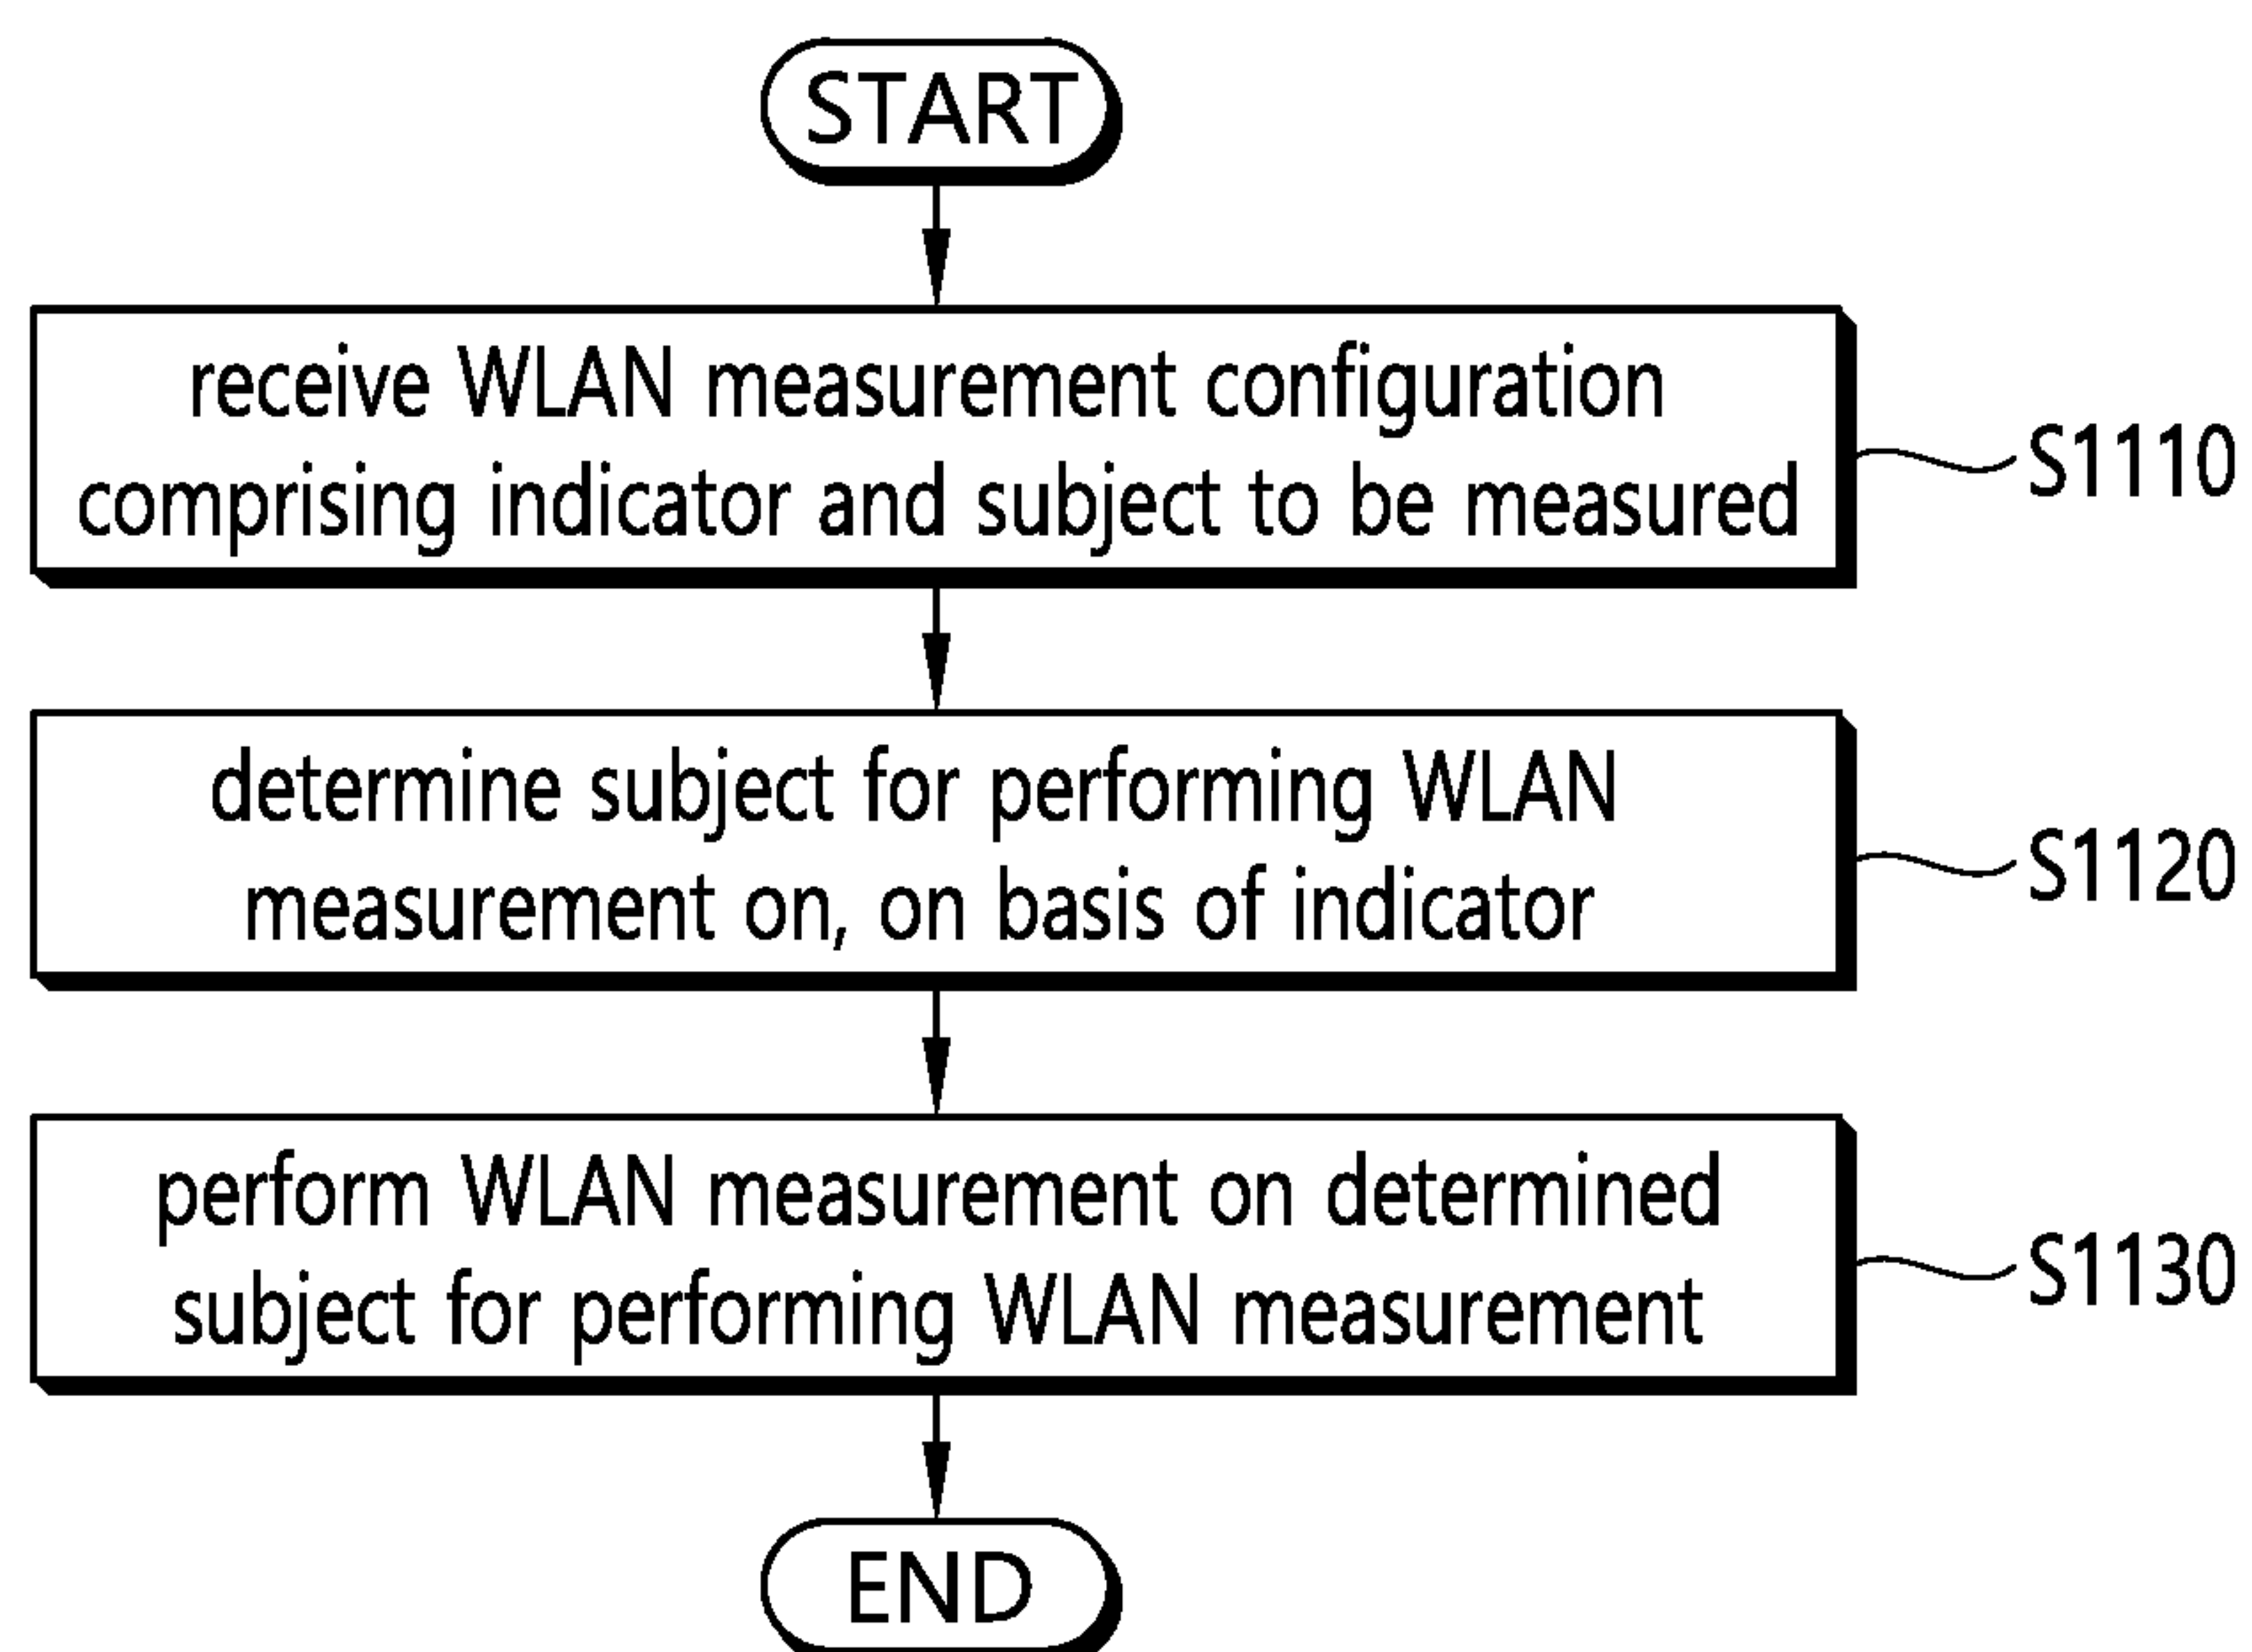 START
receive WLAN measurement configuration
comprising indicator and subject to be measured
S1110
determine subject for performing WLAN
measurement on, on basis of indicator
S1120
perform WLAN measurement on determined
subject for performing WLAN measurement
S1130
END